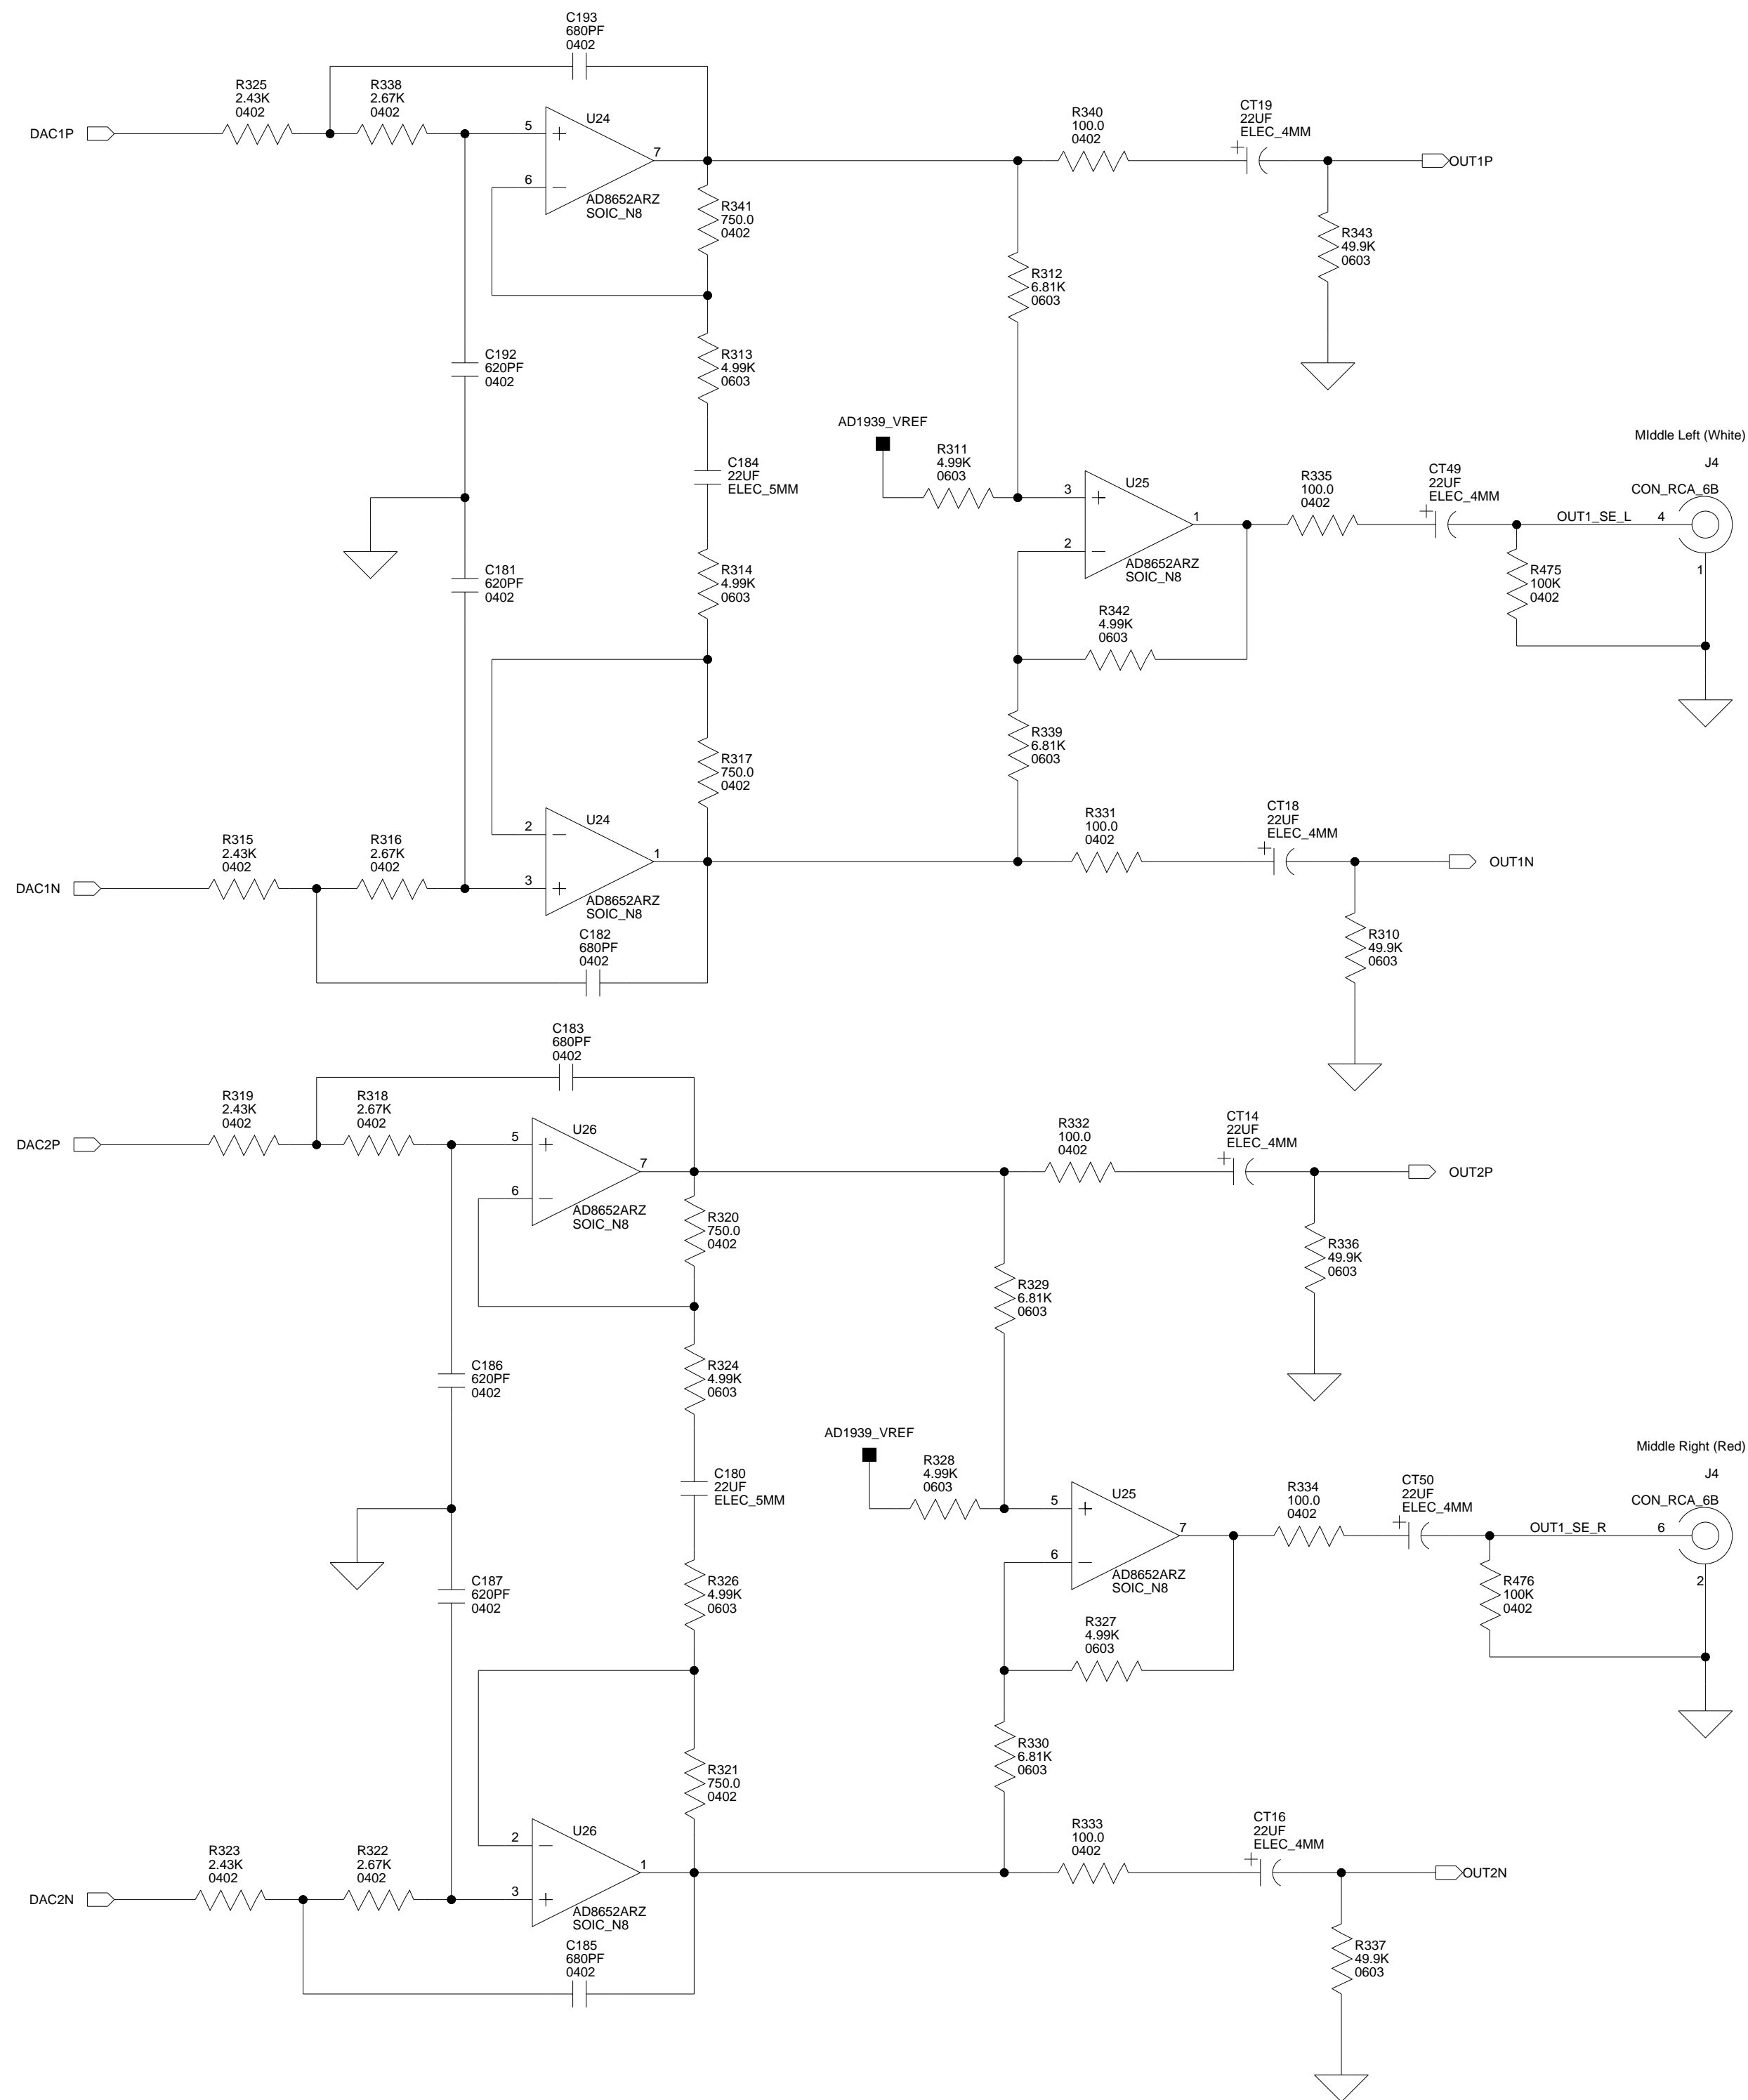 C193
680PF
0402
R325
2.43K
0402
R338
2.67K
0402
DAC1P
5
6
7
U24
AD8652ARZ
SOIC_N8
R341
750.0
0402
R340
100.0
0402
CT19
22UF
ELEC_4MM
OUT1P
R343
49.9K
0603
R312
6.81K
0603
C192
620PF
0402
R313
4.99K
0603
C184
22UF
ELEC_5MM
AD1939_VREF
R311
4.99K
0603
3
2
1
U25
AD8652ARZ
SOIC_N8
R335
100.0
0402
CT49
22UF
ELEC_4MM
MIddle Left (White)
J4
CON_RCA_6B
OUT1_SE_L
4
1
R475
100K
0402
C181
620PF
0402
R314
4.99K
0603
R342
4.99K
0603
R339
6.81K
0603
R317
750.0
0402
R315
2.43K
0402
R316
2.67K
0402
DAC1N
2
3
1
U24
AD8652ARZ
SOIC_N8
R331
100.0
0402
CT18
22UF
ELEC_4MM
OUT1N
R310
49.9K
0603
C182
680PF
0402
C183
680PF
0402
R319
2.43K
0402
R318
2.67K
0402
DAC2P
5
6
7
U26
AD8652ARZ
SOIC_N8
R320
750.0
0402
R332
100.0
0402
CT14
22UF
ELEC_4MM
OUT2P
R336
49.9K
0603
R329
6.81K
0603
C186
620PF
0402
R324
4.99K
0603
C180
22UF
ELEC_5MM
AD1939_VREF
R328
4.99K
0603
5
6
7
U25
AD8652ARZ
SOIC_N8
R334
100.0
0402
CT50
22UF
ELEC_4MM
Middle Right (Red)
J4
CON_RCA_6B
OUT1_SE_R
6
2
R476
100K
0402
C187
620PF
0402
R326
4.99K
0603
R327
4.99K
0603
R330
6.81K
0603
R321
750.0
0402
R323
2.43K
0402
R322
2.67K
0402
DAC2N
2
3
1
U26
AD8652ARZ
SOIC_N8
R333
100.0
0402
CT16
22UF
ELEC_4MM
OUT2N
R337
49.9K
0603
C185
680PF
0402